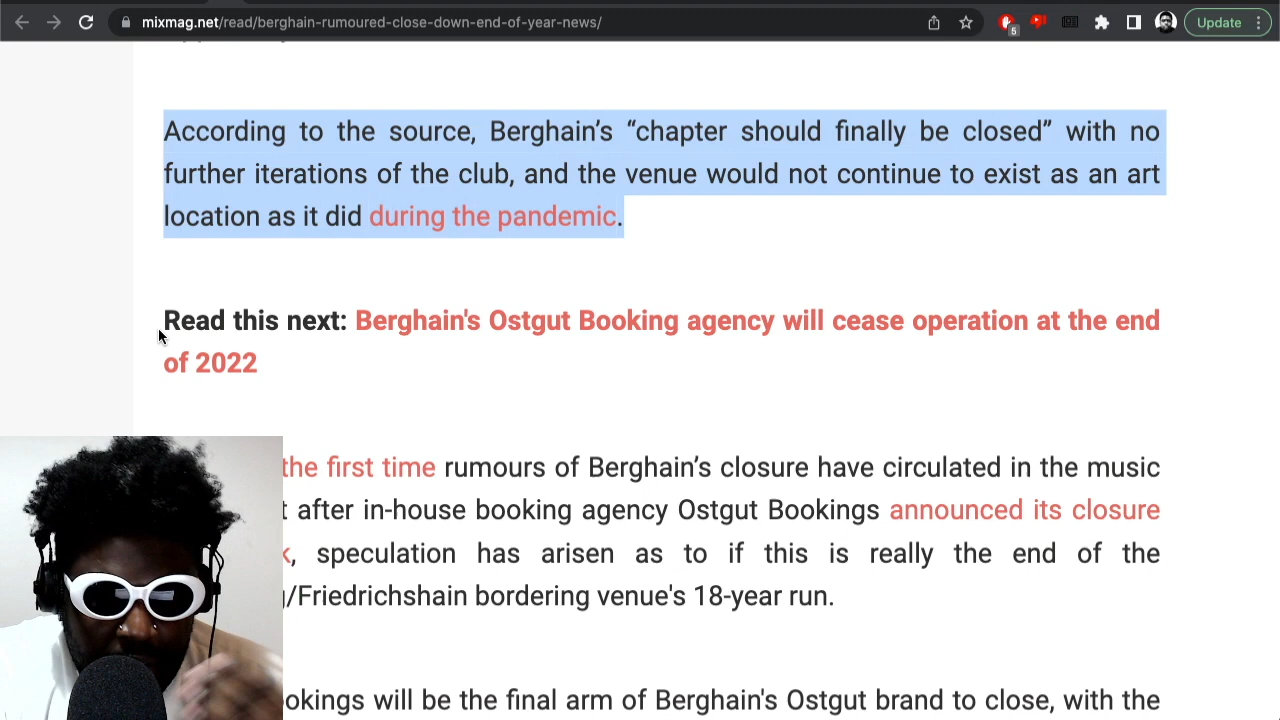 mixmag.net/read/berghain-rumoured-close-down-end-of-year-news/
5
Update
According to the source, Berghain’s “chapter should finally be closed” with no
further iterations of the club, and the venue would not continue to exist as an art
location as it did during the pandemic.
Read this next: Berghain's Ostgut Booking agency will cease operation at the end
of 2022
the first time rumours of Berghain’s closure have circulated in the music
after in-house booking agency Ostgut Bookings announced its closure
, speculation has arisen as to if this is really the end of the
/Friedrichshain bordering venue's 18-year run.
ookings will be the final arm of Berghain's Ostgut brand to close, with the